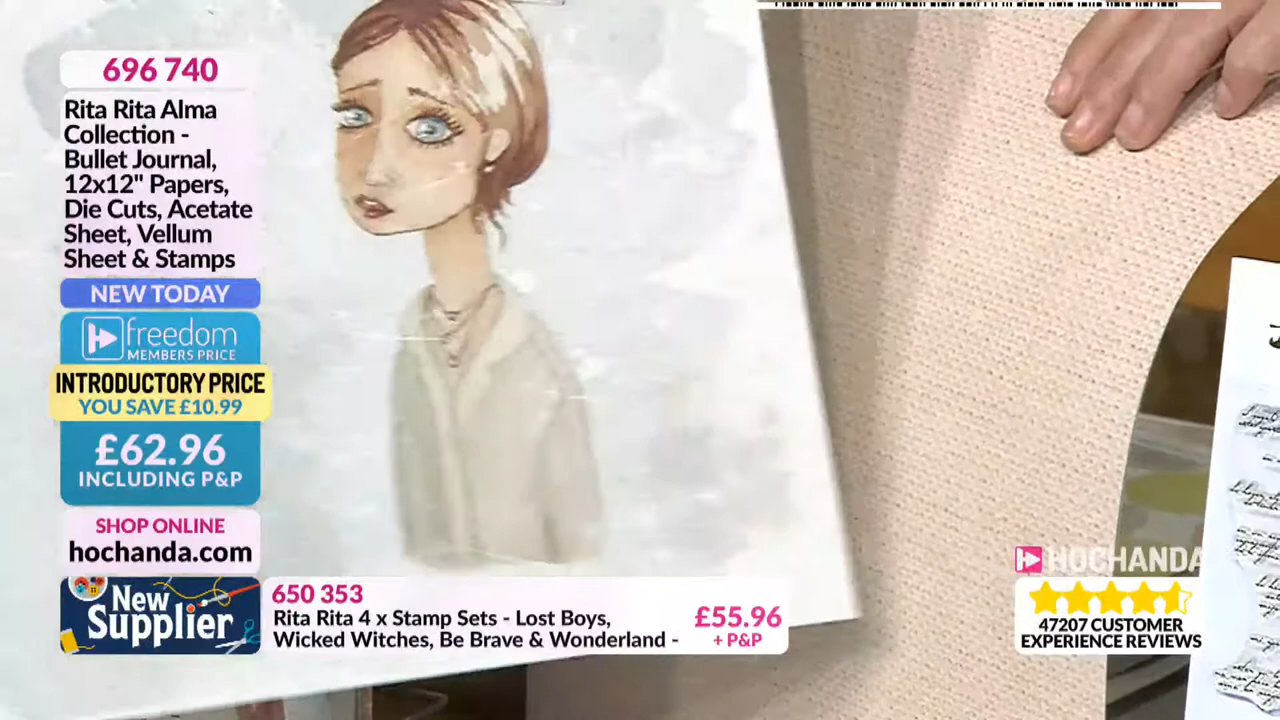 696 740
Rita Rita Alma
Collection -
Bullet Journal,
12x12" Papers,
Die Cuts, Acetate
Sheet, Vellum
Sheet & Stamps
NEW TODAY
freedom
MEMBERS PRICE
INTRODUCTORY PRICE
YOU SAVE £10.99
£62.96
INCLUDING P&P
SHOP ONLINE
hochanda.com
New
Supplier
650 353
Rita Rita 4 x Stamp Sets - Lost Boys,
Wicked Witches, Be Brave & Wonderland -
£55.96
+ P&P
HOCHANDA
47207 CUSTOMER
EXPERIENCE REVIEWS